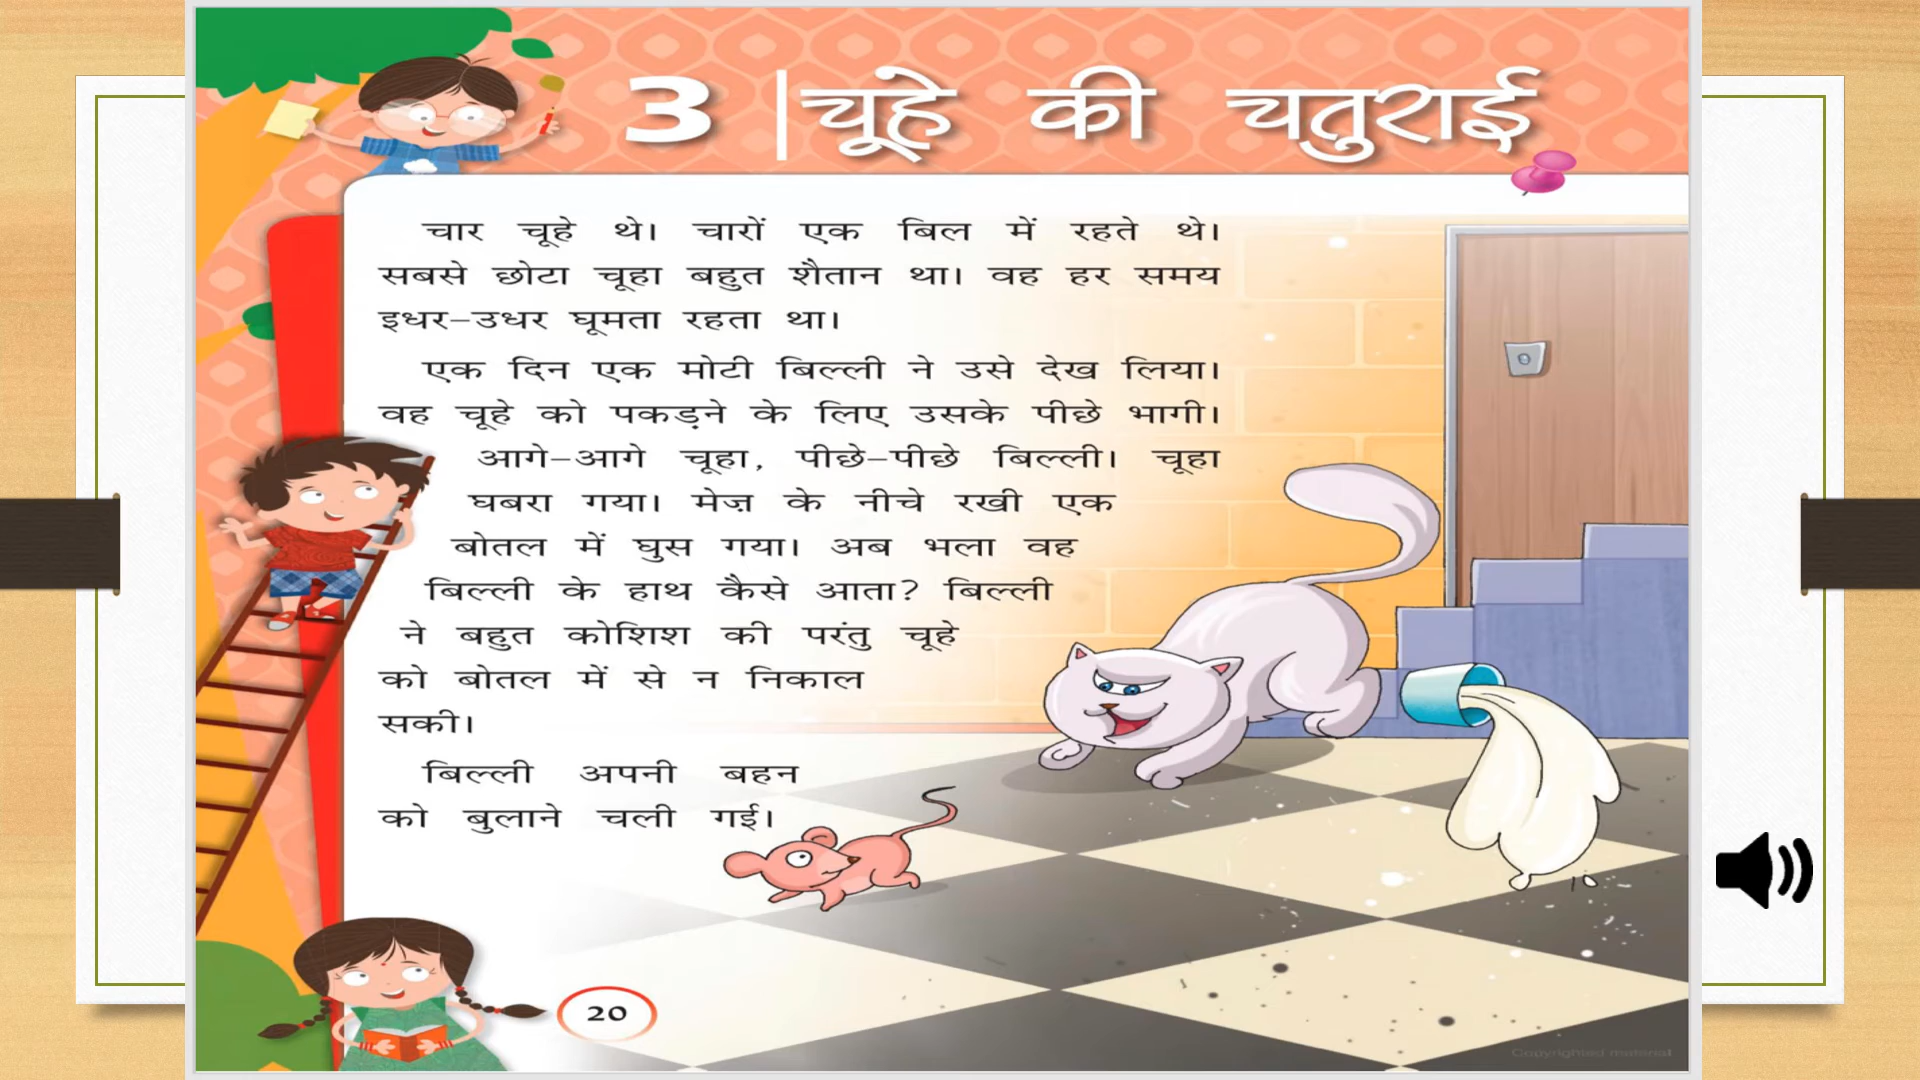 3 | चूहे की चतुराई
चार चूहे थे। चारों एक बिल में रहते थे।
सबसे छोटा चूहा बहुत शैतान था। वह हर समय
इधर–उधर घूमता रहता था।
एक दिन एक मोटी बिल्ली ने उसे देख लिया।
वह चूहे को पकड़ने के लिए उसके पीछे भागी।
आगे–आगे चूहा, पीछे–पीछे बिल्ली। चूहा
घबरा गया। मेज़ के नीचे रखी एक
बोतल में घुस गया। अब भला वह
बिल्ली के हाथ कैसे आता? बिल्ली
ने बहुत कोशिश की परंतु चूहे
को बोतल में से न निकाल
सकी।
बिल्ली अपनी बहन
को बुलाने चली गई।
20
Copyrighted material